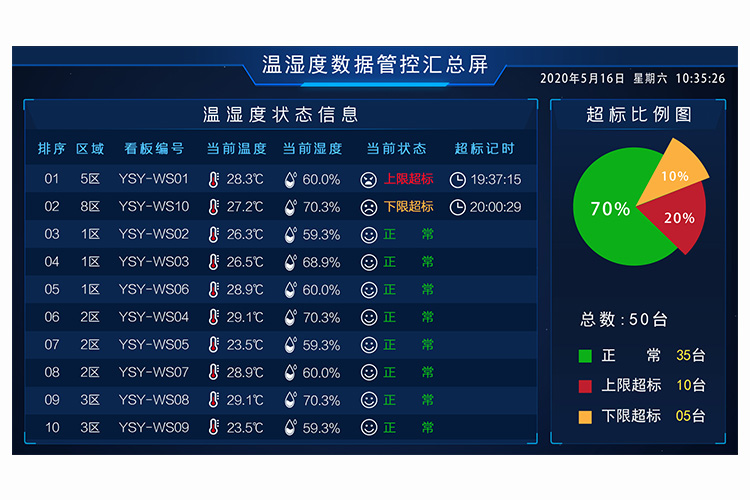 温湿度数据管控汇总屏
2020年5月16日 星期六 10:35:26
温湿度状态信息
排序 区域 看板编号 当前温度 当前湿度 当前状态 超标记时
01 5区 YSY-WS01 28.3℃ 60.0% 上限超标 19:37:15
02 8区 YSY-WS10 27.2℃ 70.3% 下限超标 20:00:29
03 1区 YSY-WS02 26.3℃ 59.3% 正 常
04 1区 YSY-WS03 26.5℃ 68.9% 正 常
05 1区 YSY-WS06 28.9℃ 60.0% 正 常
06 2区 YSY-WS04 29.1℃ 70.3% 正 常
07 2区 YSY-WS05 23.5℃ 59.3% 正 常
08 2区 YSY-WS07 28.9℃ 60.0% 正 常
09 3区 YSY-WS08 29.1℃ 70.3% 正 常
10 3区 YSY-WS09 23.5℃ 59.3% 正 常
超标比例图
10%
70%
20%
总数:50台
正 常 35台
上限超标 10台
下限超标 05台